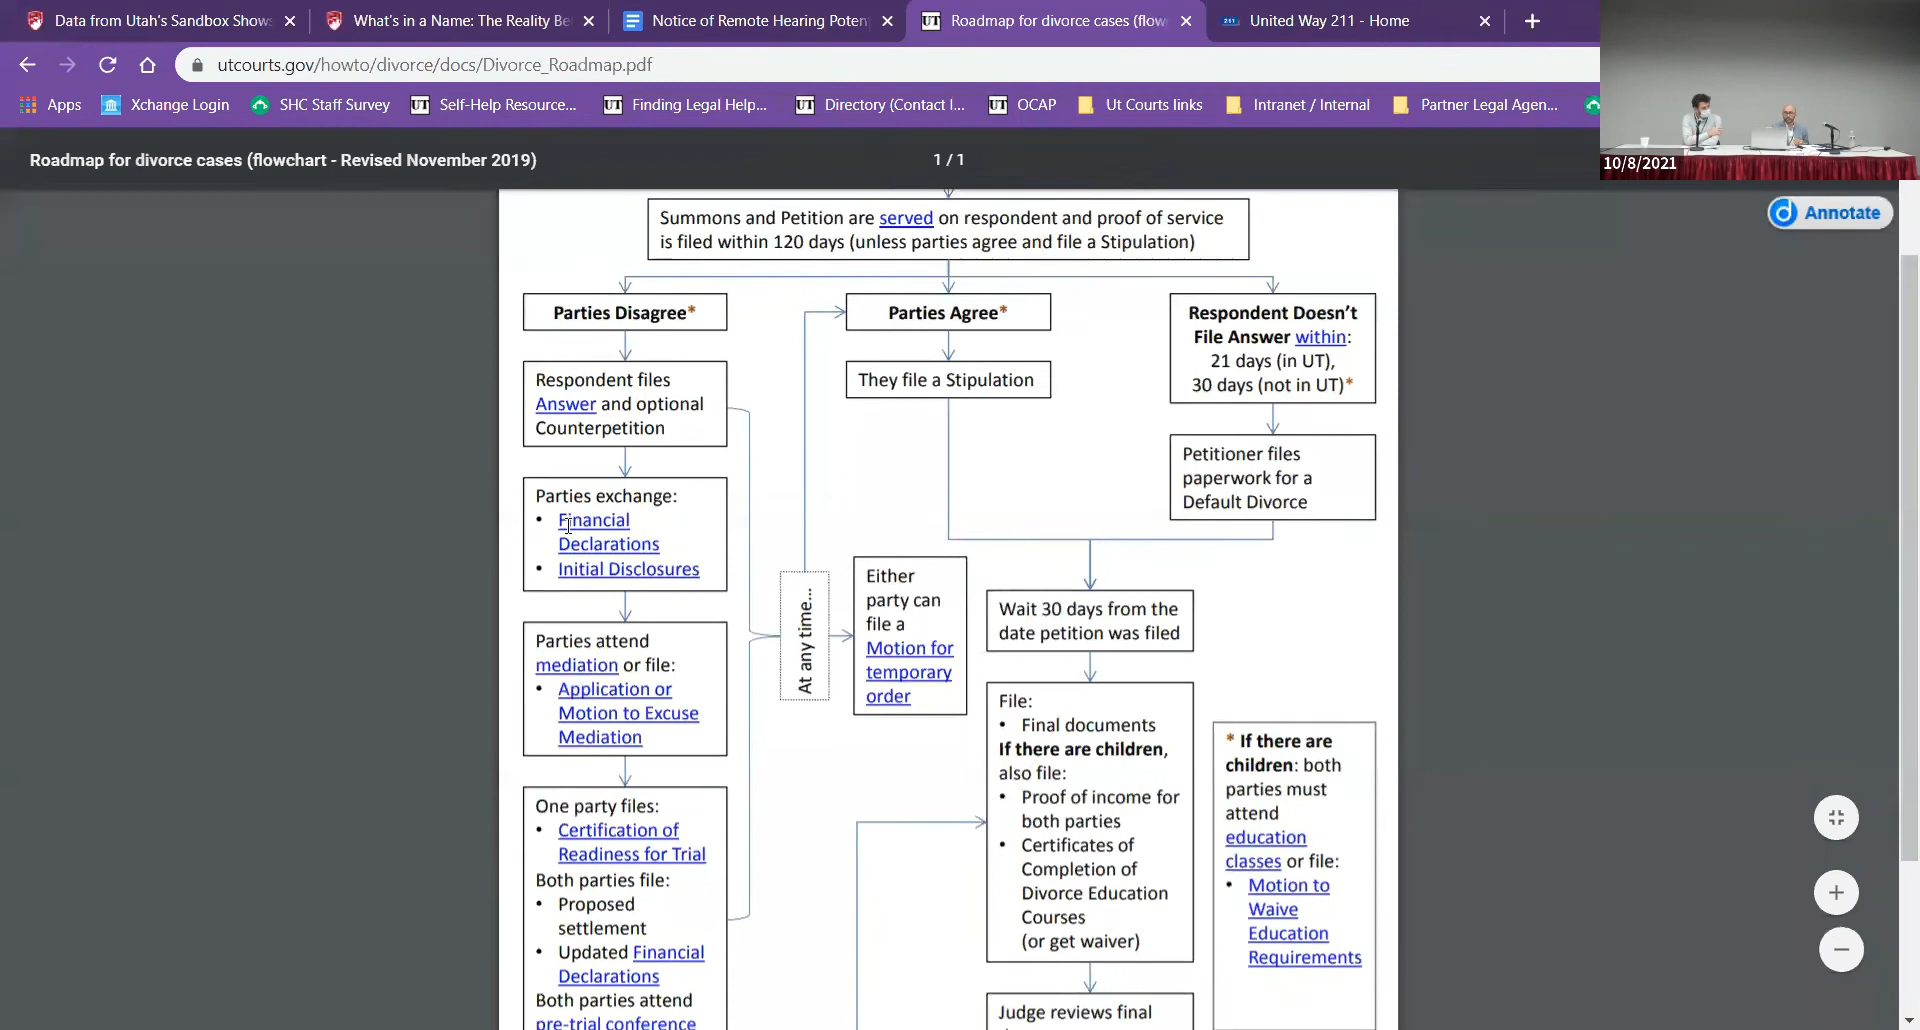 Data from Utah's Sandbox Show
What's in a Name: The Reality Be
Notice of Remote Hearing Poten
Roadmap for divorce cases (flow
United Way 211 - Home
utcourts.gov/howto/divorce/docs/Divorce_Roadmap.pdf
Apps
Xchange Login
SHC Staff Survey
UT Self-Help Resource...
UT Finding Legal Help...
UT Directory (Contact I...
UT OCAP
Ut Courts links
Intranet / Internal
Partner Legal Agen...
10/8/2021
Roadmap for divorce cases (flowchart - Revised November 2019)
1 / 1
Annotate
Summons and Petition are served on respondent and proof of service
is filed within 120 days (unless parties agree and file a Stipulation)
Parties Disagree*
Respondent files
Answer and optional
Counterpetition
Parties exchange:
• Financial
Declarations
• Initial Disclosures
Parties attend
mediation or file:
• Application or
Motion to Excuse
Mediation
One party files:
• Certification of
Readiness for Trial
Both parties file:
• Proposed
settlement
• Updated Financial
Declarations
Both parties attend
pre-trial conference
At any time...
Either
party can
file a
Motion for
temporary
order
Parties Agree*
They file a Stipulation
Respondent Doesn't
File Answer within:
21 days (in UT),
30 days (not in UT)*
Petitioner files
paperwork for a
Default Divorce
Wait 30 days from the
date petition was filed
File:
• Final documents
If there are children,
also file:
• Proof of income for
both parties
• Certificates of
Completion of
Divorce Education
Courses
(or get waiver)
Judge reviews final
* If there are
children: both
parties must
attend
education
classes or file:
• Motion to
Waive
Education
Requirements